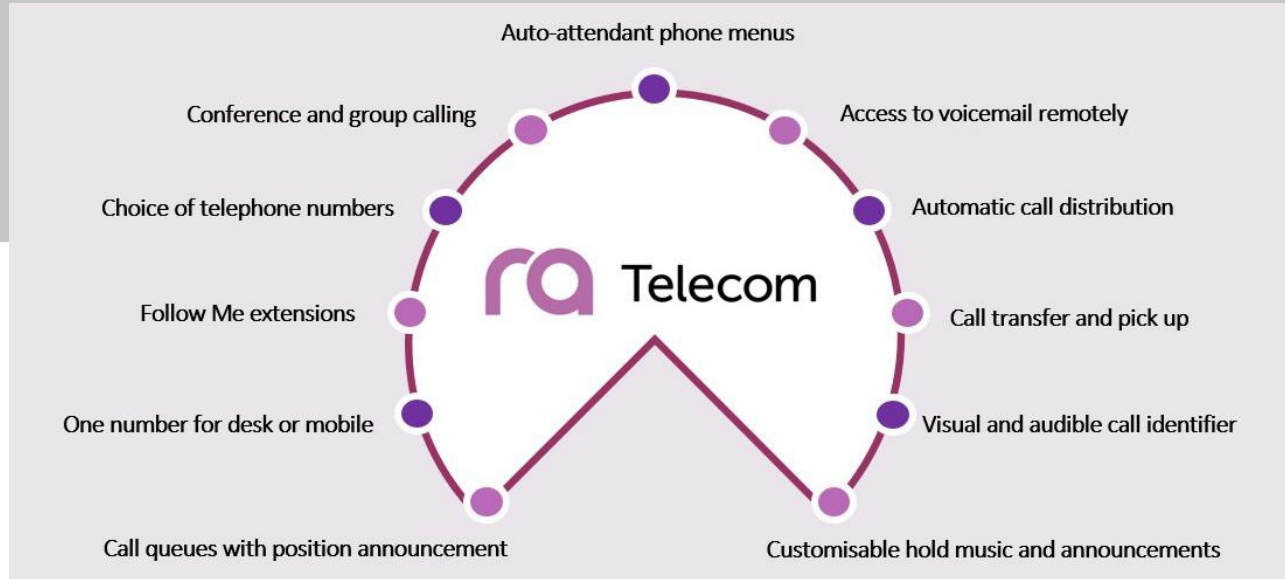 Auto-attendant phone menus
Conference and group calling
Access to voicemail remotely
Choice of telephone numbers
Automatic call distribution
ra Telecom
Follow Me extensions
Call transfer and pick up
One number for desk or mobile
Visual and audible call identifier
Call queues with position announcement
Customisable hold music and announcements